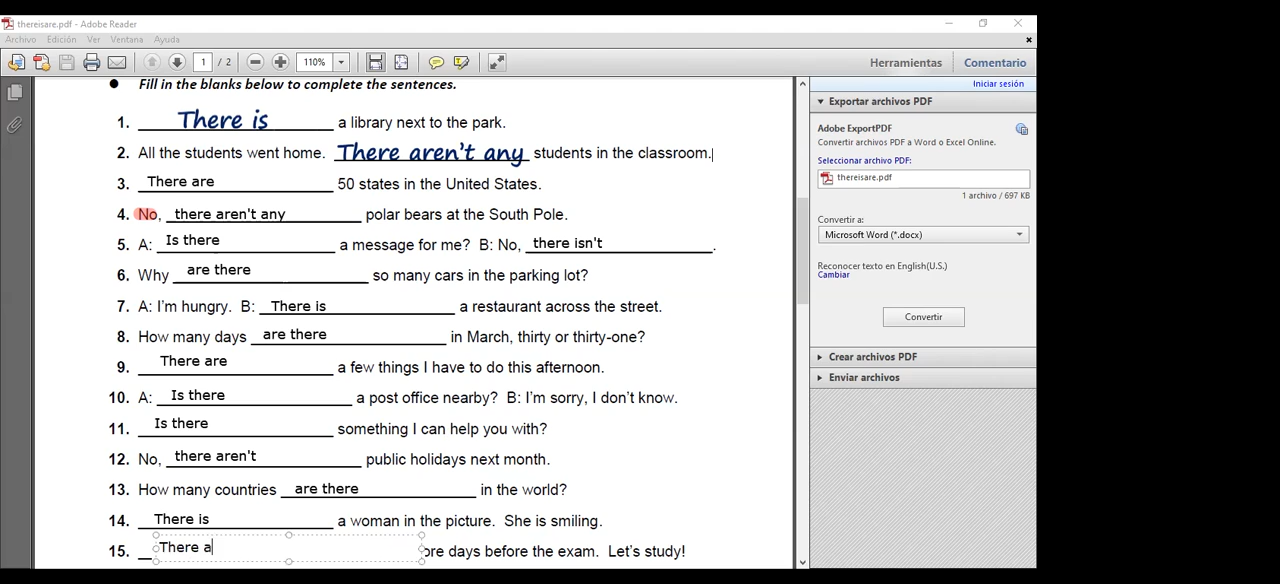 thereisare.pdf - Adobe Reader
Archivo Edición Ver Ventana Ayuda
1 / 2 110% Herramientas Comentario
Iniciar sesión
● Fill in the blanks below to complete the sentences.
1. There is a library next to the park.
2. All the students went home. There aren't any students in the classroom.
3. There are 50 states in the United States.
4. No, there aren't any polar bears at the South Pole.
5. A: Is there a message for me? B: No, there isn't .
6. Why are there so many cars in the parking lot?
7. A: I'm hungry. B: There is a restaurant across the street.
8. How many days are there in March, thirty or thirty-one?
9. There are a few things I have to do this afternoon.
10. A: Is there a post office nearby? B: I'm sorry, I don't know.
11. Is there something I can help you with?
12. No, there aren't public holidays next month.
13. How many countries are there in the world?
14. There is a woman in the picture. She is smiling.
15. There a ore days before the exam. Let's study!
Exportar archivos PDF
Adobe ExportPDF
Convertir archivos PDF a Word o Excel Online.
Seleccionar archivo PDF:
thereisare.pdf
1 archivo / 697 KB
Convertir a:
Microsoft Word (*.docx)
Reconocer texto en English(U.S.)
Cambiar
Convertir
Crear archivos PDF
Enviar archivos